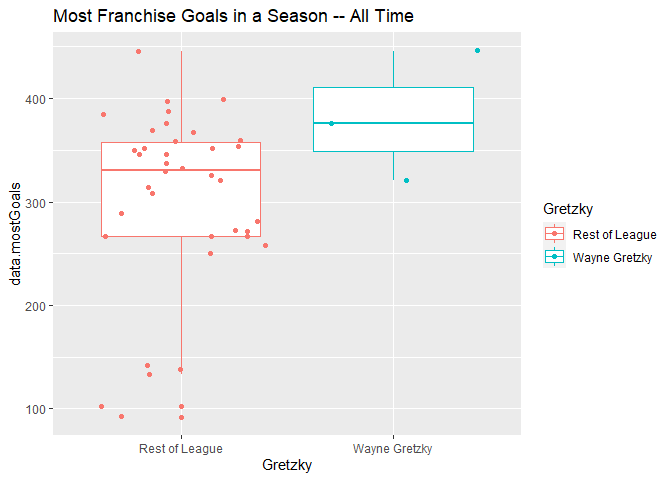 Most Franchise Goals in a Season -- All Time
data.mostGoals
400
300
200
100
Rest of League
Wayne Gretzky
Gretzky
Gretzky
Rest of League
Wayne Gretzky